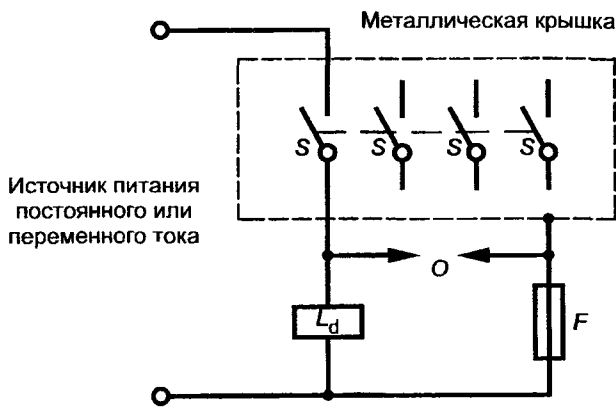 Металлическая крышка
S S S S
Источник питания
постоянного или
переменного тока
O
Ld
F